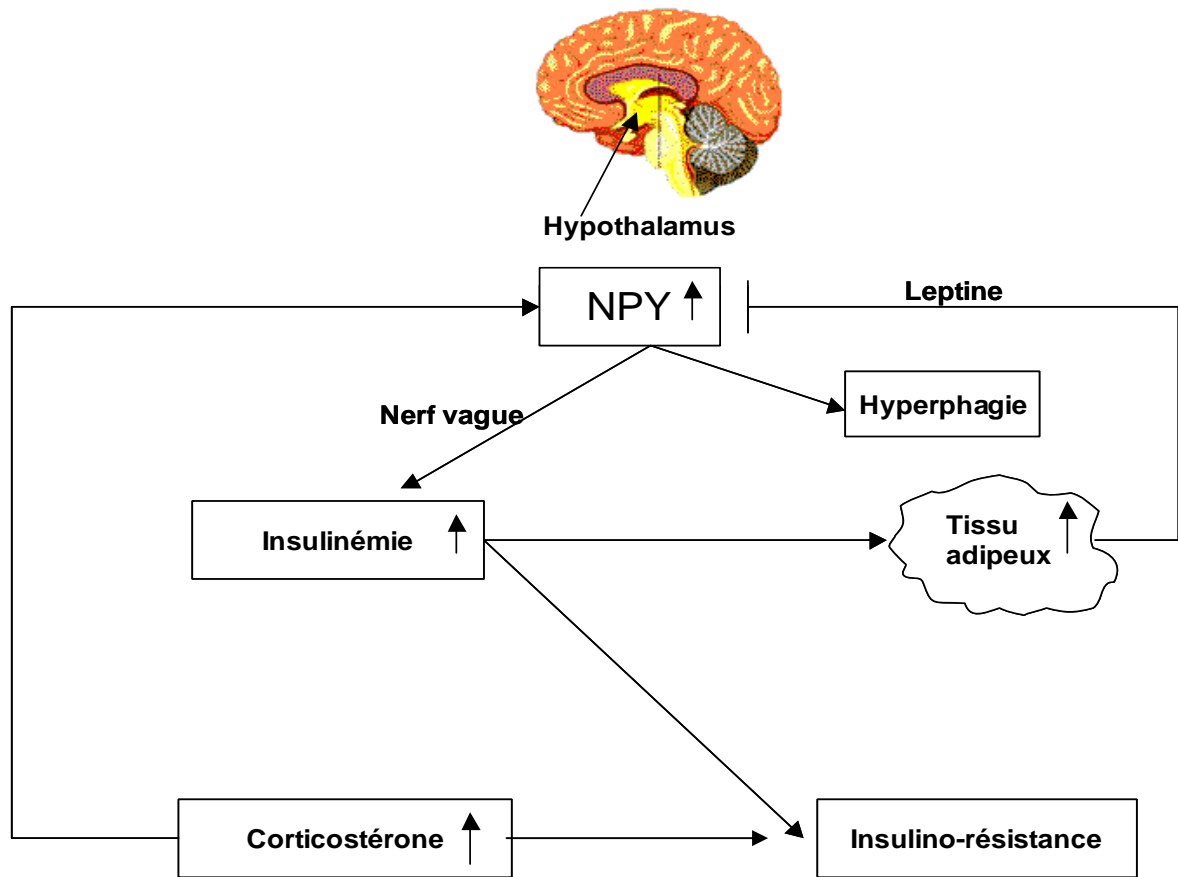 Hypothalamus
NPY
Leptine
Nerf vague
Hyperphagie
Insulinémie
Tissu
adipeux
Corticostérone
Insulino-résistance